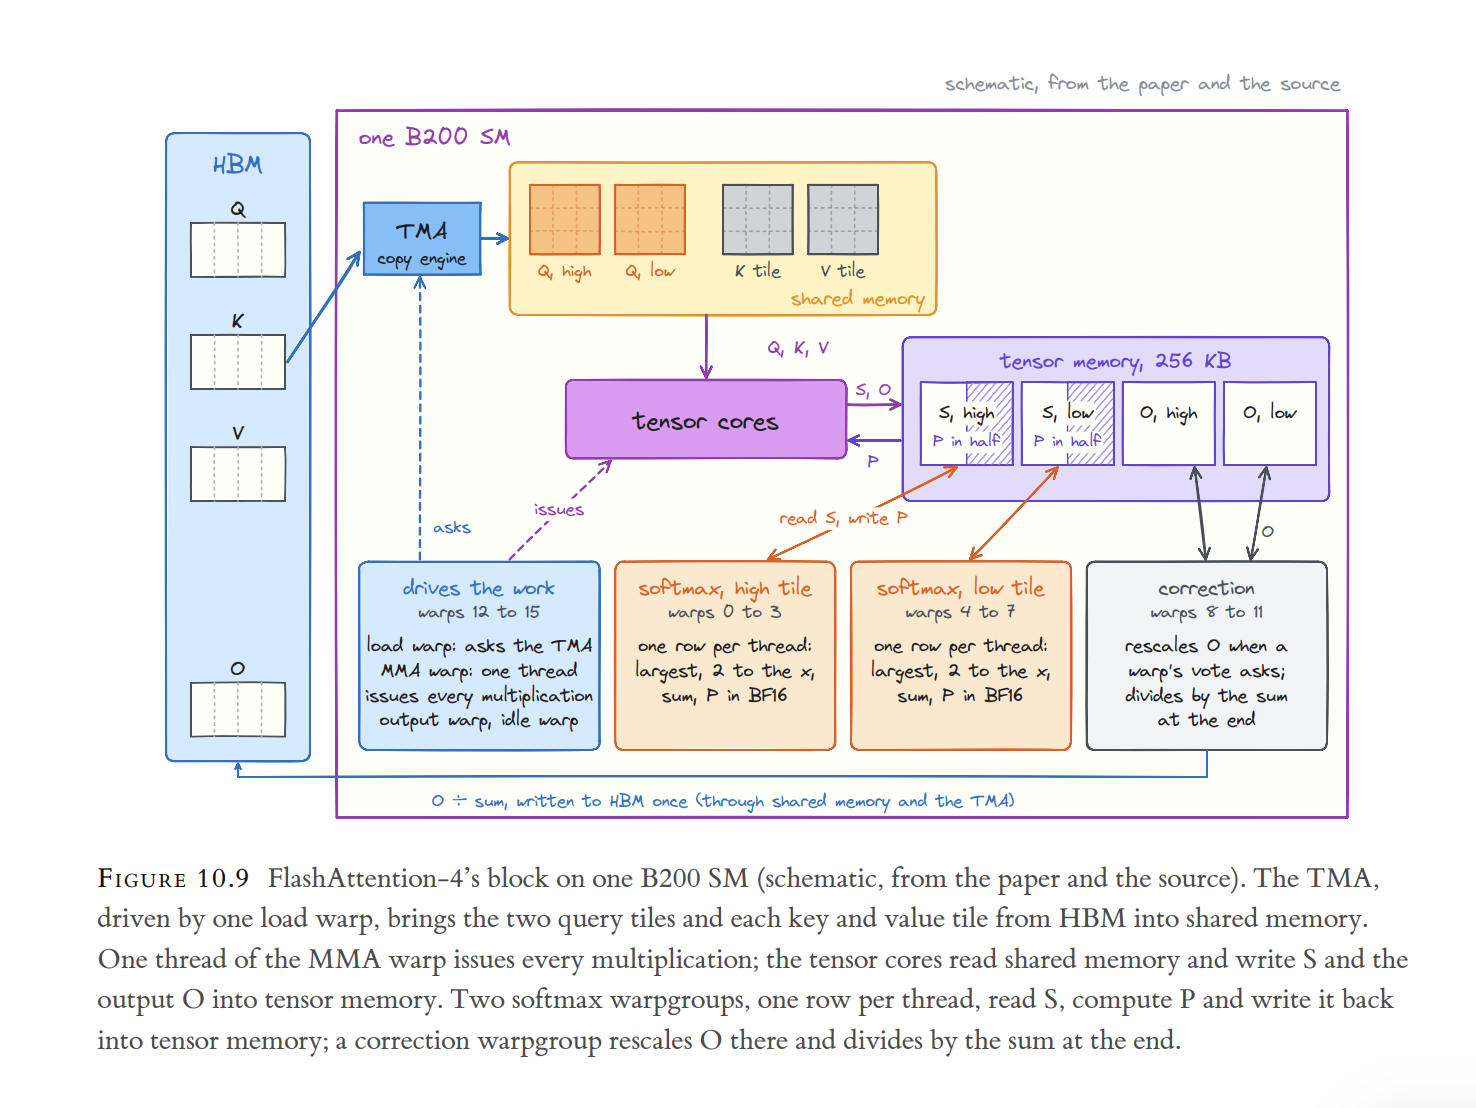 schematic, from the paper and the source
one B200 SM
HBM
Q
K
V
O
TMA
copy engine
Q, high
Q, low
K tile
V tile
shared memory
Q, K, V
tensor cores
S, O
P
tensor memory, 256 KB
S, high
P in half
S, low
P in half
O, high
O, low
asks
issues
read S, write P
O
drives the work
warps 12 to 15
load warp: asks the TMA
MMA warp: one thread
issues every multiplication
output warp, idle warp
softmax, high tile
warps 0 to 3
one row per thread:
largest, 2 to the x,
sum, P in BF16
softmax, low tile
warps 4 to 7
one row per thread:
largest, 2 to the x,
sum, P in BF16
correction
warps 8 to 11
rescales O when a
warp's vote asks;
divides by the sum
at the end
O ÷ sum, written to HBM once (through shared memory and the TMA)
FIGURE 10.9 FlashAttention-4’s block on one B200 SM (schematic, from the paper and the source). The TMA,
driven by one load warp, brings the two query tiles and each key and value tile from HBM into shared memory.
One thread of the MMA warp issues every multiplication; the tensor cores read shared memory and write S and the
output O into tensor memory. Two softmax warpgroups, one row per thread, read S, compute P and write it back
into tensor memory; a correction warpgroup rescales O there and divides by the sum at the end.